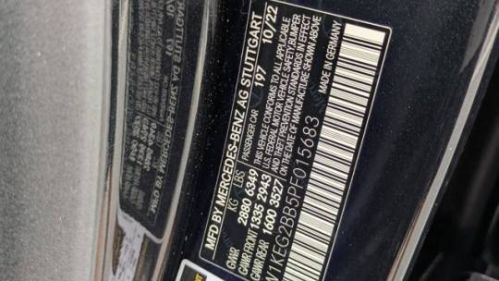 MFD BY MERCEDES-BENZ AG STUTTGART
PASSENGER CAR 197 10/22
KG LBS
GVWR 2880 6349
GAWR FRONT 1335 2943
GAWR REAR 1600 3527
THIS VEHICLE CONFORMS TO ALL APPLICABLE
U.S. FEDERAL MOTOR VEHICLE SAFETY BUMPER
AND THEFT PREVENTION STANDARDS IN EFFECT
ON THE DATE OF MANUFACTURE SHOWN ABOVE
MADE IN GERMANY
W1KEG2BB5PF015683